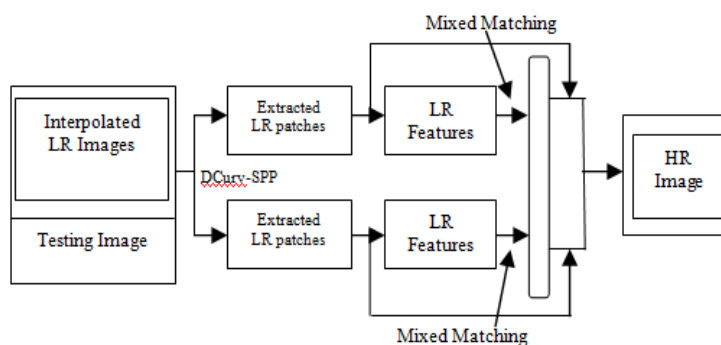 Mixed Matching
Interpolated
LR Images
Testing Image
Extracted
LR patches
LR
Features
DCurv-SPP
Extracted
LR patches
LR
Features
HR
Image
Mixed Matching